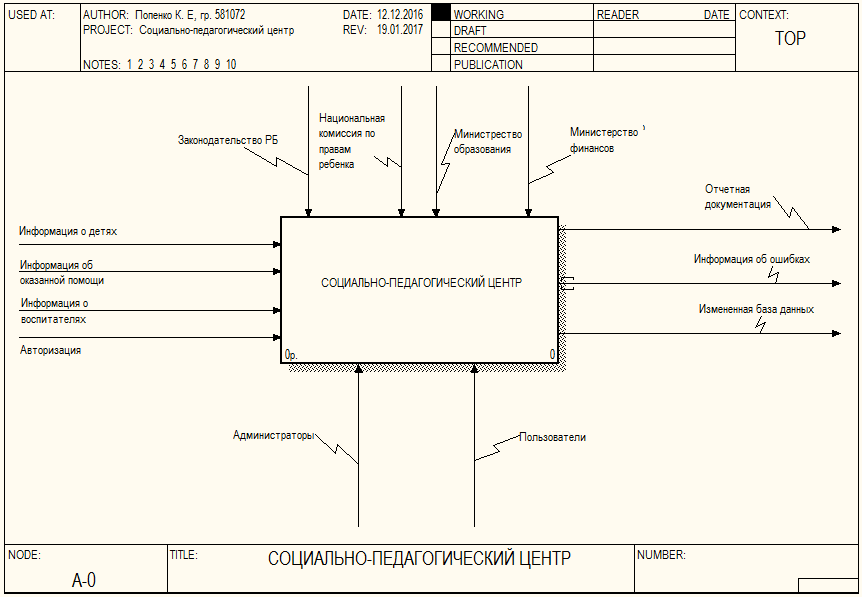 USED AT:
AUTHOR: Попенко К. Е, гр. 581072
DATE: 12.12.2016
PROJECT: Социально-педагогический центр
REV: 19.01.2017
NOTES: 1 2 3 4 5 6 7 8 9 10
WORKING
DRAFT
RECOMMENDED
PUBLICATION
READER
DATE
CONTEXT:
TOP
Законодательство РБ
Национальная
комиссия по
правам
ребенка
Министрество
образования
Министерство
финансов
Отчетная
документация
Информация о детях
Информация об
оказанной помощи
Информация о
воспитателях
Авторизация
СОЦИАЛЬНО-ПЕДАГОГИЧЕСКИЙ ЦЕНТР
0р.
0
Информация об ошибках
Измененная база данных
Администраторы
Пользователи
NODE:
A-0
TITLE:
СОЦИАЛЬНО-ПЕДАГОГИЧЕСКИЙ ЦЕНТР
NUMBER: